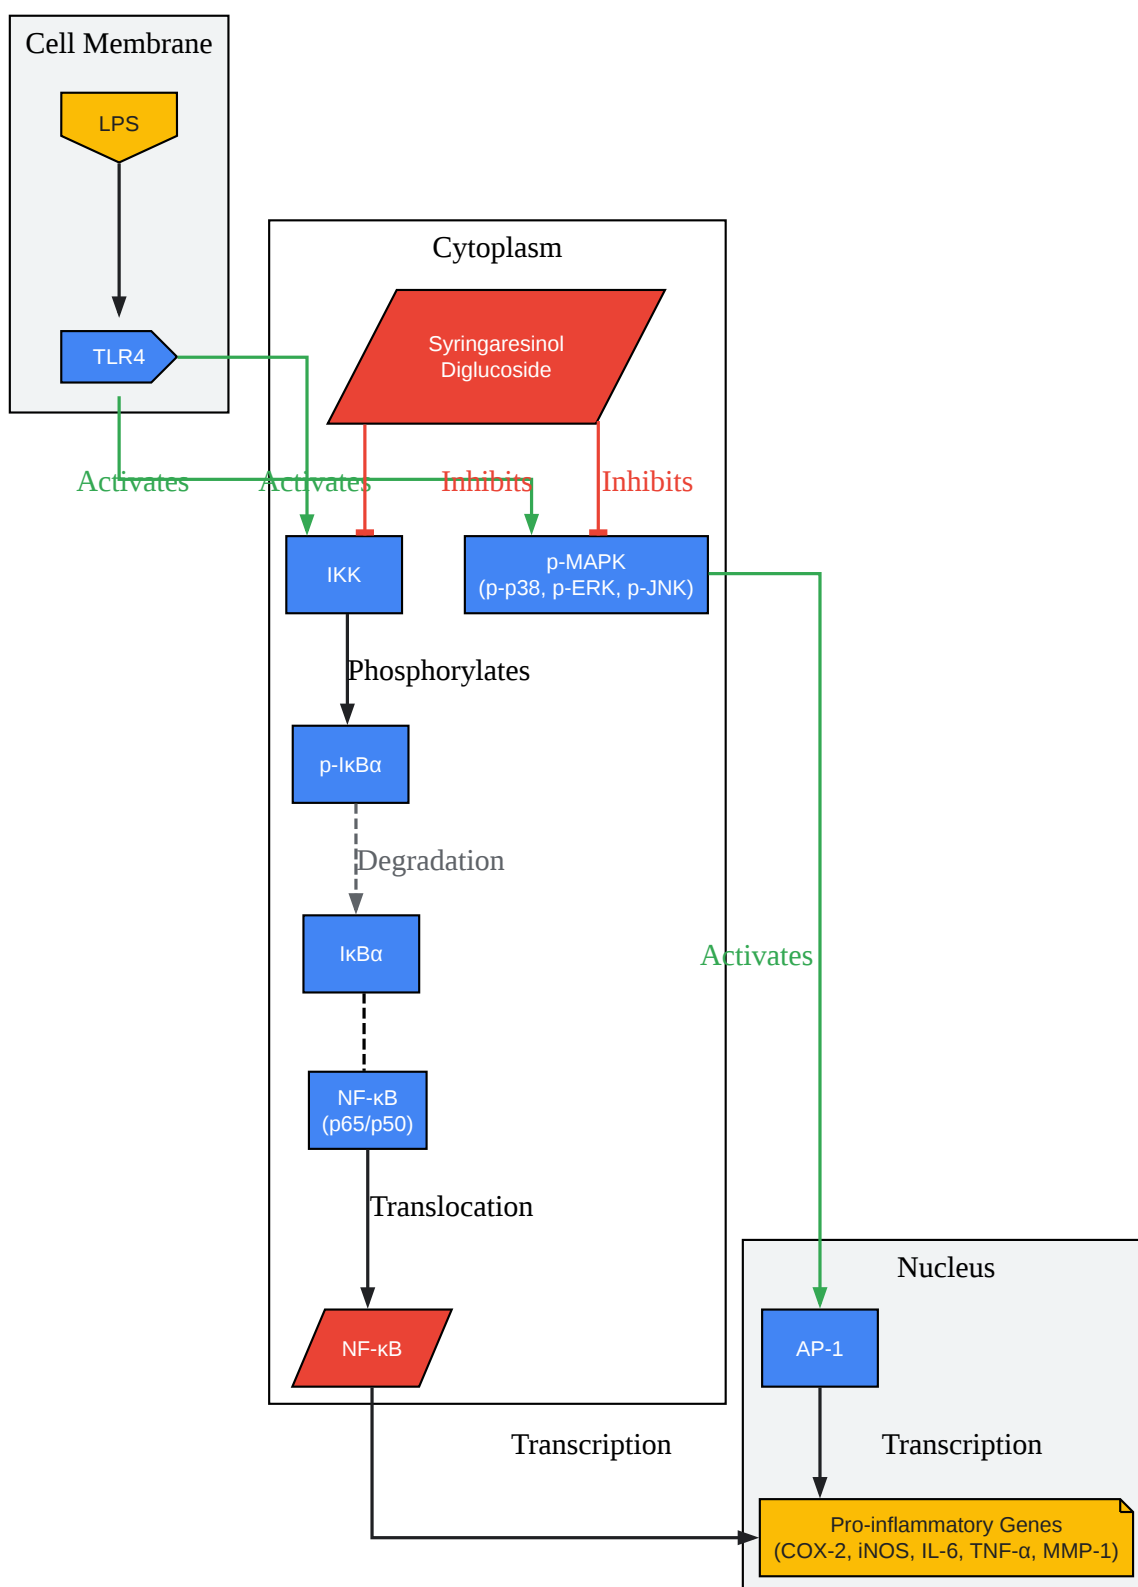 Cell Membrane
LPS
TLR4
Cytoplasm
Syringaresinol
Diglucoside
Activates
Activates
Inhibits
Inhibits
IKK
p-MAPK
(p-p38, p-ERK, p-JNK)
Phosphorylates
p-IκBα
Degradation
IκBα
Activates
NF-κB
(p65/p50)
Translocation
NF-κB
Nucleus
AP-1
Transcription
Transcription
Pro-inflammatory Genes
(COX-2, iNOS, IL-6, TNF-α, MMP-1)